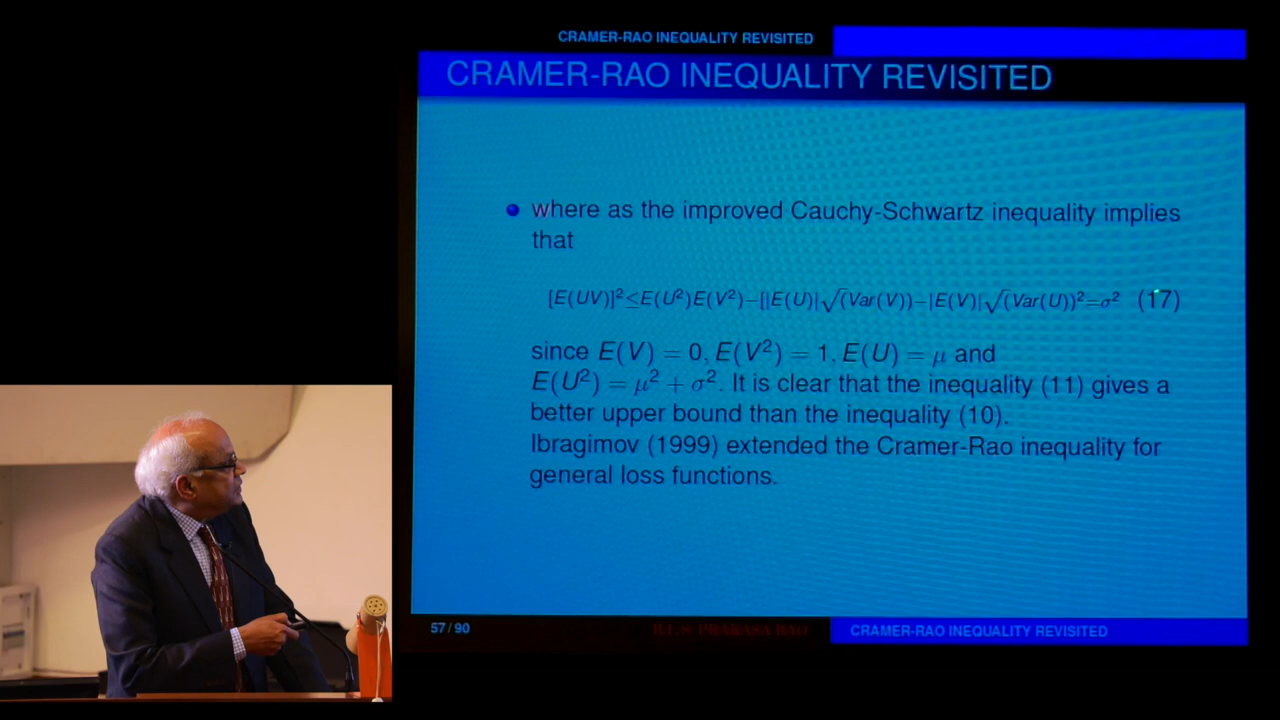 CRAMER-RAO INEQUALITY REVISITED
CRAMER-RAO INEQUALITY REVISITED
where as the improved Cauchy-Schwartz inequality implies
that
[E(UV)]²≤E(U²)E(V²)−[|E(U)|√(Var(V))−|E(V)|√(Var(U))²=σ² (17)
since E(V) = 0, E(V²) = 1, E(U) = μ and
E(U²) = μ² + σ². It is clear that the inequality (11) gives a
better upper bound than the inequality (10).
Ibragimov (1999) extended the Cramer-Rao inequality for
general loss functions.
57 / 90 B.L.S. PRAKASA RAO CRAMER-RAO INEQUALITY REVISITED